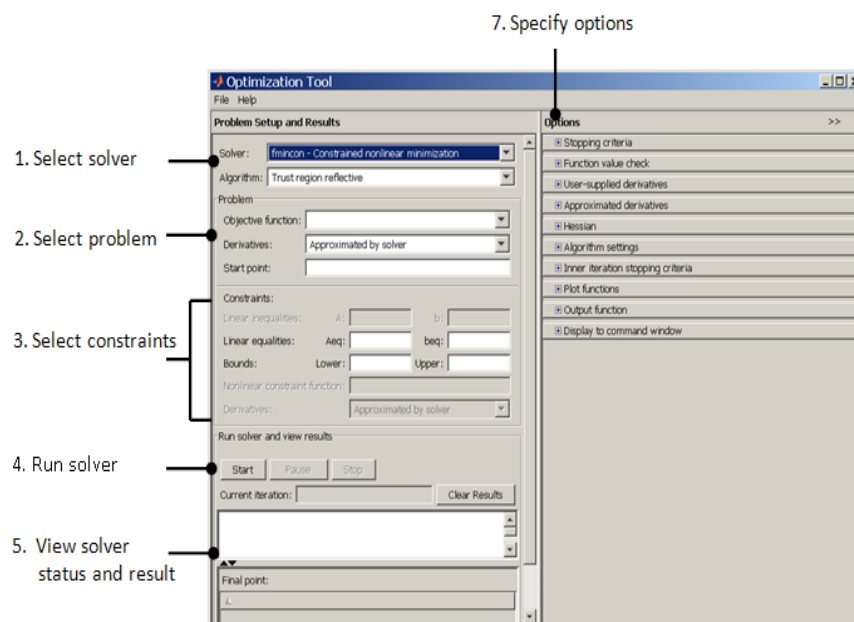 7. Specify options
Optimization Tool
File Help
Problem Setup and Results
Options >>
1. Select solver
Solver: fmincon - Constrained nonlinear minimization
Algorithm: Trust region reflective
Problem
2. Select problem
Objective function:
Derivatives: Approximated by solver
Start point:
3. Select constraints
Constraints:
Linear inequalities: A: b:
Linear equalities: Aeq: beq:
Bounds: Lower: Upper:
Nonlinear constraint function:
Derivatives: Approximated by solver
Run solver and view results
4. Run solver
Start Pause Stop
Current iteration: Clear Results
5. View solver
status and result
Final point:
Stopping criteria
Function value check
User-supplied derivatives
Approximated derivatives
Hessian
Algorithm settings
Inner iteration stopping criteria
Plot functions
Output function
Display to command window